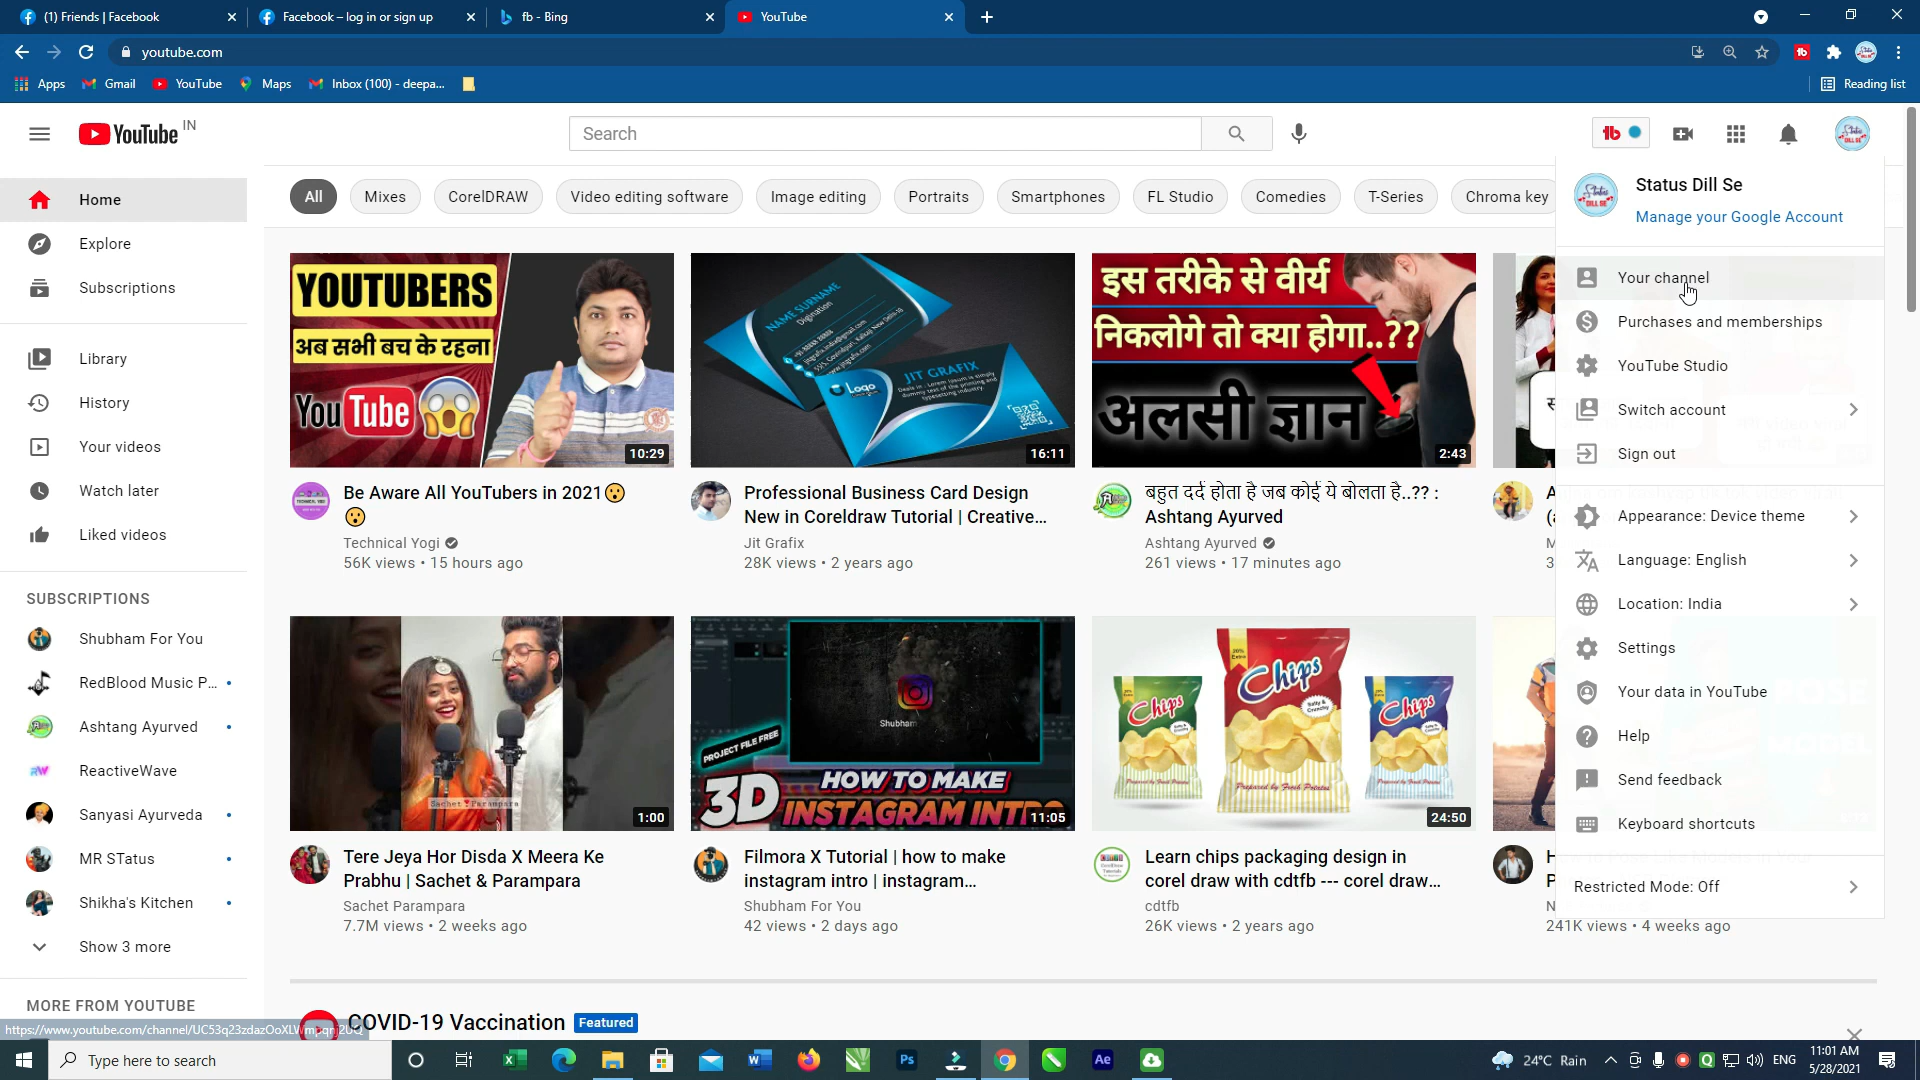 (1) Friends | Facebook
Facebook – log in or sign up
fb - Bing
YouTube
youtube.com
Apps
Gmail
YouTube
Maps
Inbox (100) - deepa...
Reading list
YouTube IN
Search
Home
Explore
Subscriptions
Library
History
Your videos
Watch later
Liked videos
SUBSCRIPTIONS
Shubham For You
RedBlood Music P...
Ashtang Ayurved
ReactiveWave
Sanyasi Ayurveda
MR STatus
Shikha's Kitchen
Show 3 more
MORE FROM YOUTUBE
All
Mixes
CorelDRAW
Video editing software
Image editing
Portraits
Smartphones
FL Studio
Comedies
T-Series
Chroma key
YOUTUBERS
अब सभी बच के रहना
YouTube
10:29
Be Aware All YouTubers in 2021😮
😮
Technical Yogi
56K views • 15 hours ago
NAME SURNAME
Digination
JIT GRAFIX
Logo
16:11
Professional Business Card Design
New in Coreldraw Tutorial | Creative...
Jit Grafix
28K views • 2 years ago
इस तरीके से वीर्य
निकलोगे तो क्या होगा..??
अलसी ज्ञान
2:43
बहुत दर्द होता है जब कोई ये बोलता है..?? :
Ashtang Ayurved
Ashtang Ayurved
261 views • 17 minutes ago
Sachet❣Parampara
1:00
Tere Jeya Hor Disda X Meera Ke
Prabhu | Sachet & Parampara
Sachet Parampara
7.7M views • 2 weeks ago
Shubham
PROJECT FILE FREE
3D
HOW TO MAKE
INSTAGRAM INTRO
11:05
Filmora X Tutorial | how to make
instagram intro | instagram...
Shubham For You
42 views • 2 days ago
Chips
Chips
Chips
24:50
Learn chips packaging design in
corel draw with cdtfb --- corel draw...
cdtfb
26K views • 2 years ago
241K views • 4 weeks ago
COVID-19 Vaccination
Featured
Status Dill Se
Manage your Google Account
Your channel
Purchases and memberships
YouTube Studio
Switch account
Sign out
Appearance: Device theme
Language: English
Location: India
Settings
Your data in YouTube
Help
Send feedback
Keyboard shortcuts
Restricted Mode: Off
Type here to search
24°C Rain
ENG
11:01 AM
5/28/2021